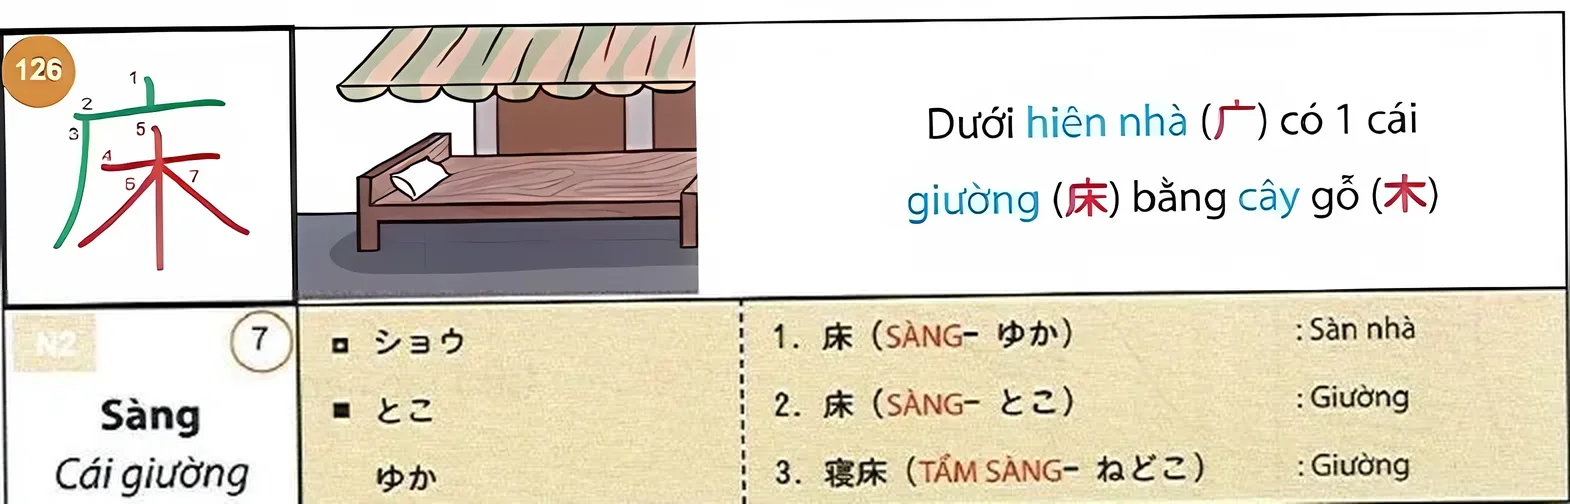 126
床
1
2
3
4
5
6
7
Dưới hiên nhà (广) có 1 cái
giường (床) bằng cây gỗ (木)
N2
7
Sàng
Cái giường
ショウ
とこ
ゆか
1. 床 (SÀNG- ゆか) : Sàn nhà
2. 床 (SÀNG- とこ) : Giường
3. 寝床 (TẨM SÀNG- ねどこ) : Giường